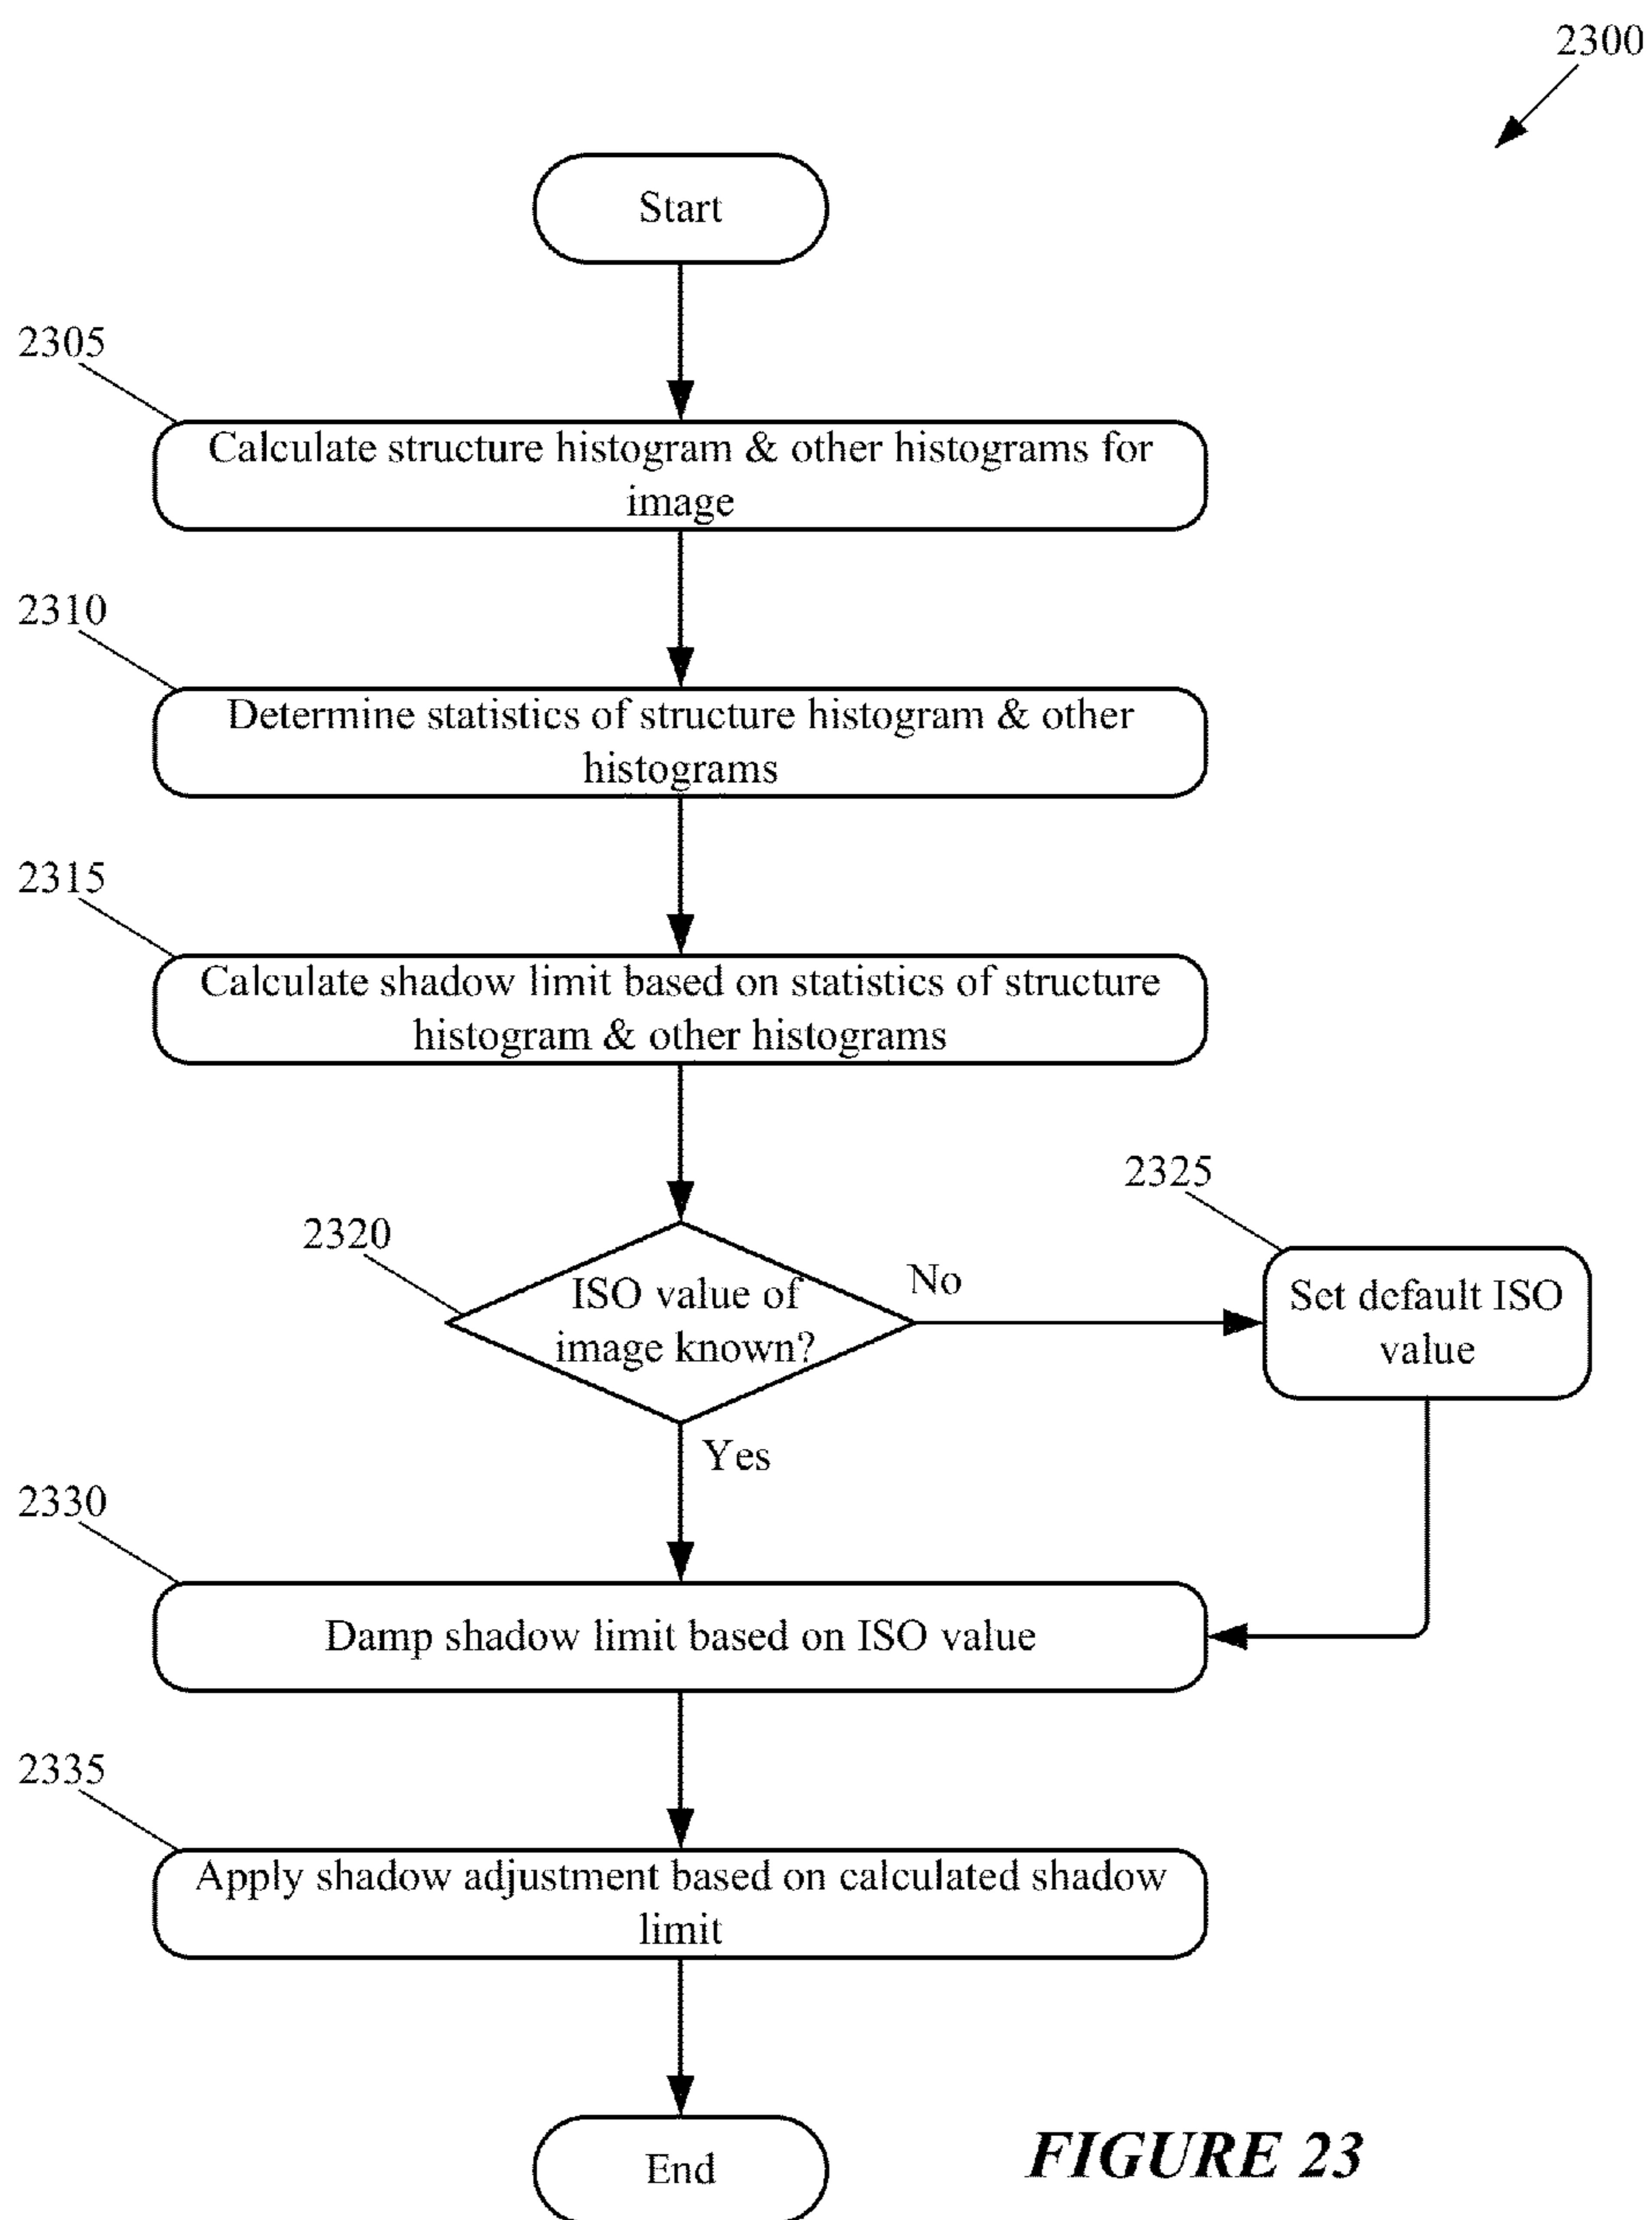 2300
Start
2305
Calculate structure histogram & other histograms for
image
2310
Determine statistics of structure histogram & other
histograms
2315
Calculate shadow limit based on statistics of structure
histogram & other histograms
2320
ISO value of
image known?
No
2325
Set default ISO
value
Yes
2330
Damp shadow limit based on ISO value
2335
Apply shadow adjustment based on calculated shadow
limit
End
FIGURE 23